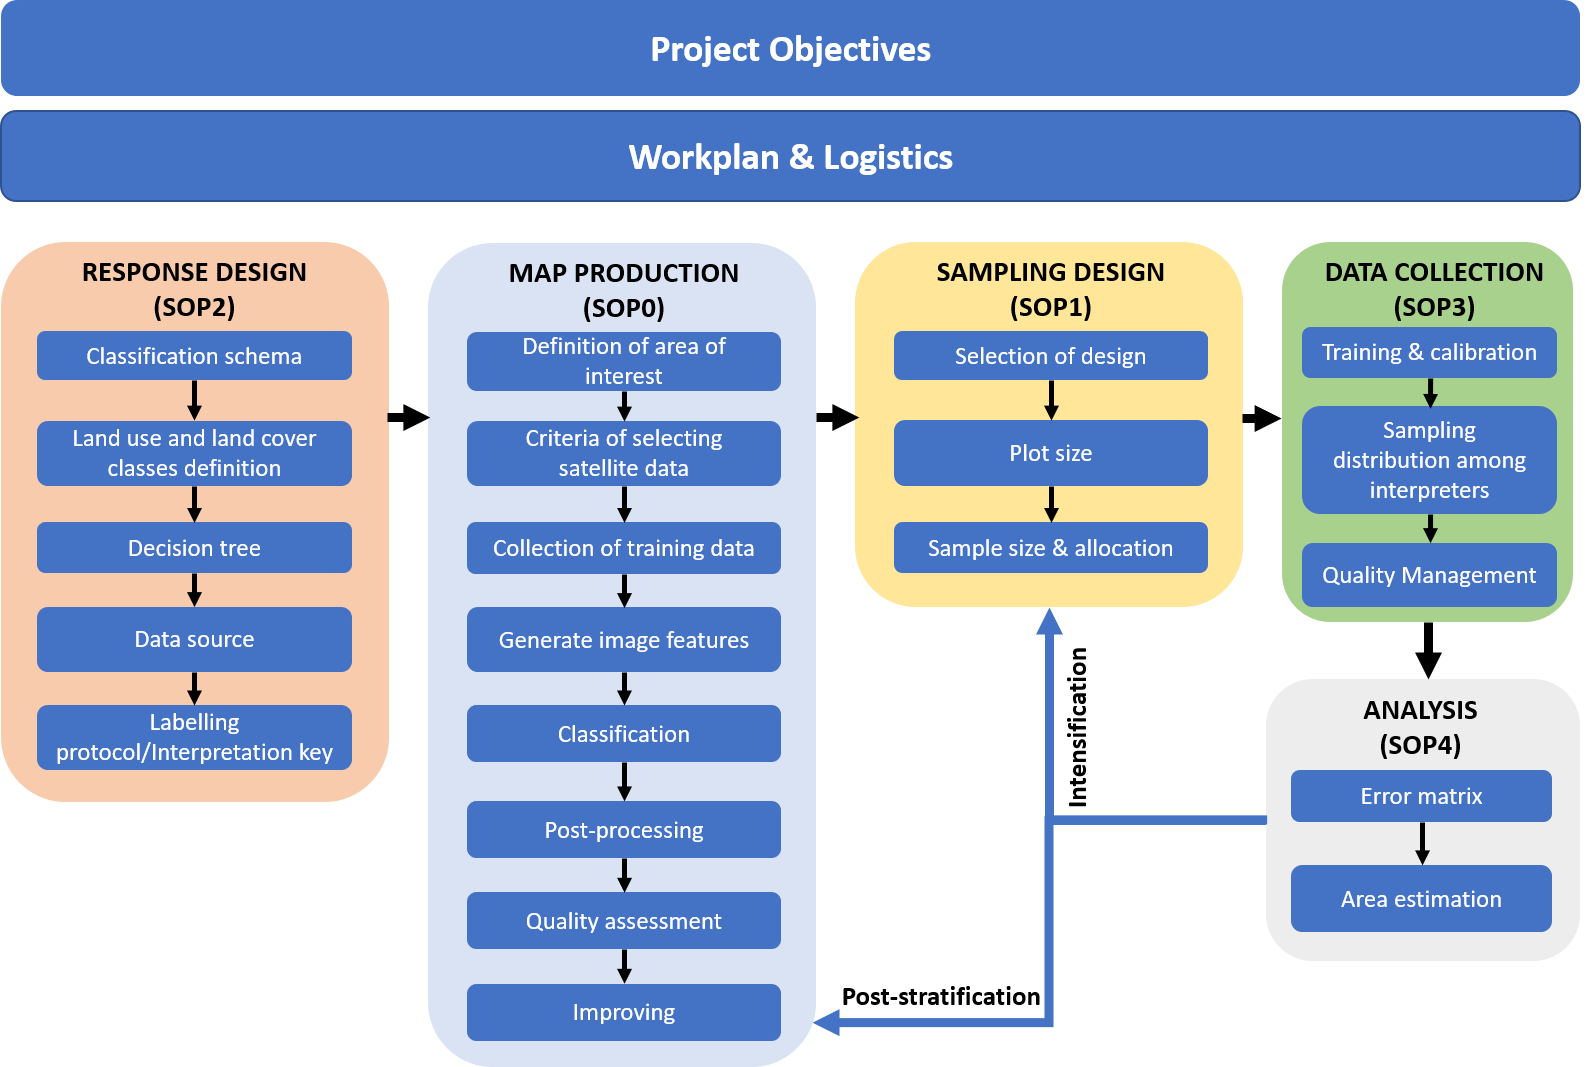 Project Objectives
Workplan & Logistics
RESPONSE DESIGN
(SOP2)
Classification schema
Land use and land cover
classes definition
Decision tree
Data source
Labelling
protocol/Interpretation key
MAP PRODUCTION
(SOP0)
Definition of area of
interest
Criteria of selecting
satellite data
Collection of training data
Generate image features
Classification
Post-processing
Quality assessment
Improving
SAMPLING DESIGN
(SOP1)
Selection of design
Plot size
Sample size & allocation
DATA COLLECTION
(SOP3)
Training & calibration
Sampling
distribution among
interpreters
Quality Management
ANALYSIS
(SOP4)
Error matrix
Area estimation
Intensification
Post-stratification